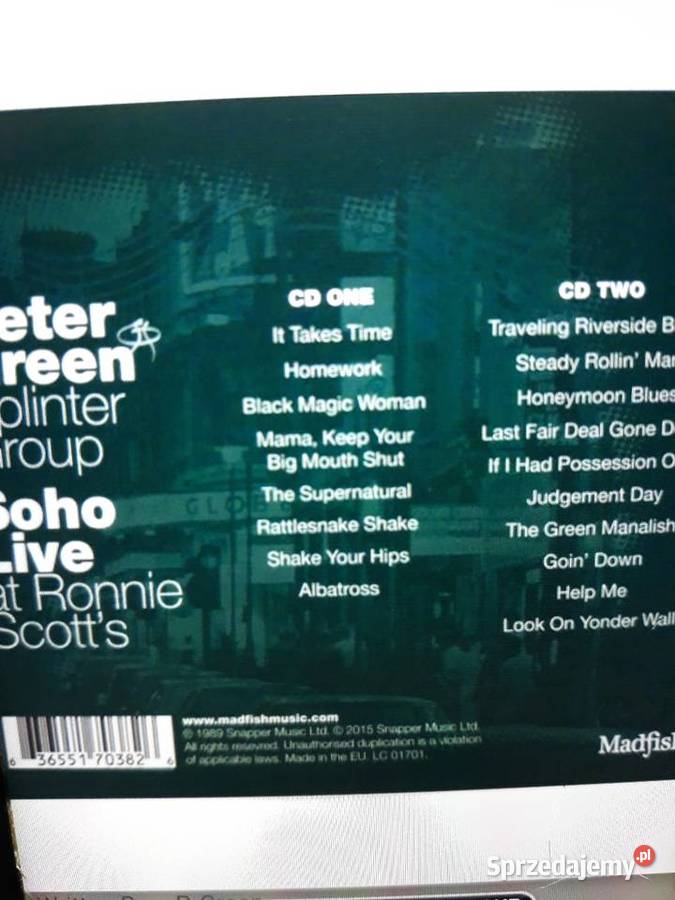 eter
reen
plinter
roup
Soho
Live
at Ronnie
Scott's
CD ONE
It Takes Time
Homework
Black Magic Woman
Mama, Keep Your
Big Mouth Shut
The Supernatural
Rattlesnake Shake
Shake Your Hips
Albatross
CD TWO
Traveling Riverside B
Steady Rollin' Man
Honeymoon Blues
Last Fair Deal Gone D
If I Had Possession O
Judgement Day
The Green Manalish
Goin' Down
Help Me
Look On Yonder Wall
GLOB
6 36551 70382 6
www.madfishmusic.com
℗ 1989 Snapper Music Ltd. © 2015 Snapper Music Ltd.
All rights reseved. Unauthorised duplication is a violation
of applicable laws. Made in the EU. LC 01701.
Madfish
Sprzedajemy.pl